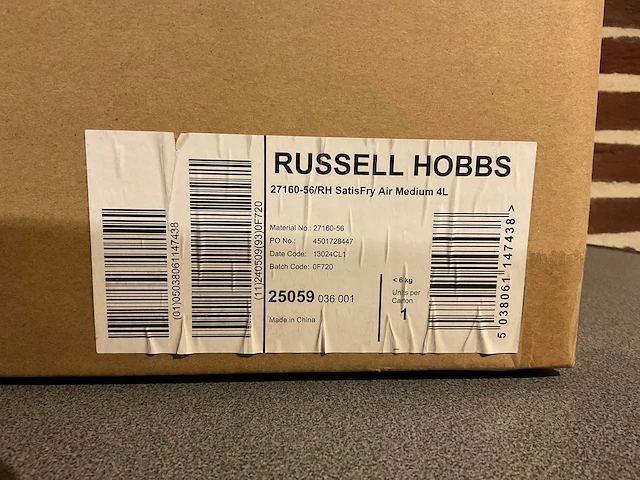 RUSSELL HOBBS
27160-56/RH SatisFry Air Medium 4L
Material No.: 27160-56
PO No.: 4501728447
Date Code: 13024CL1
Batch Code: 0F720
25059 036 001
Made in China
< 6 kg
Units per
Carton
1
(01)05038061147438
(11)240509(93)0F720
5 038061 147438 >